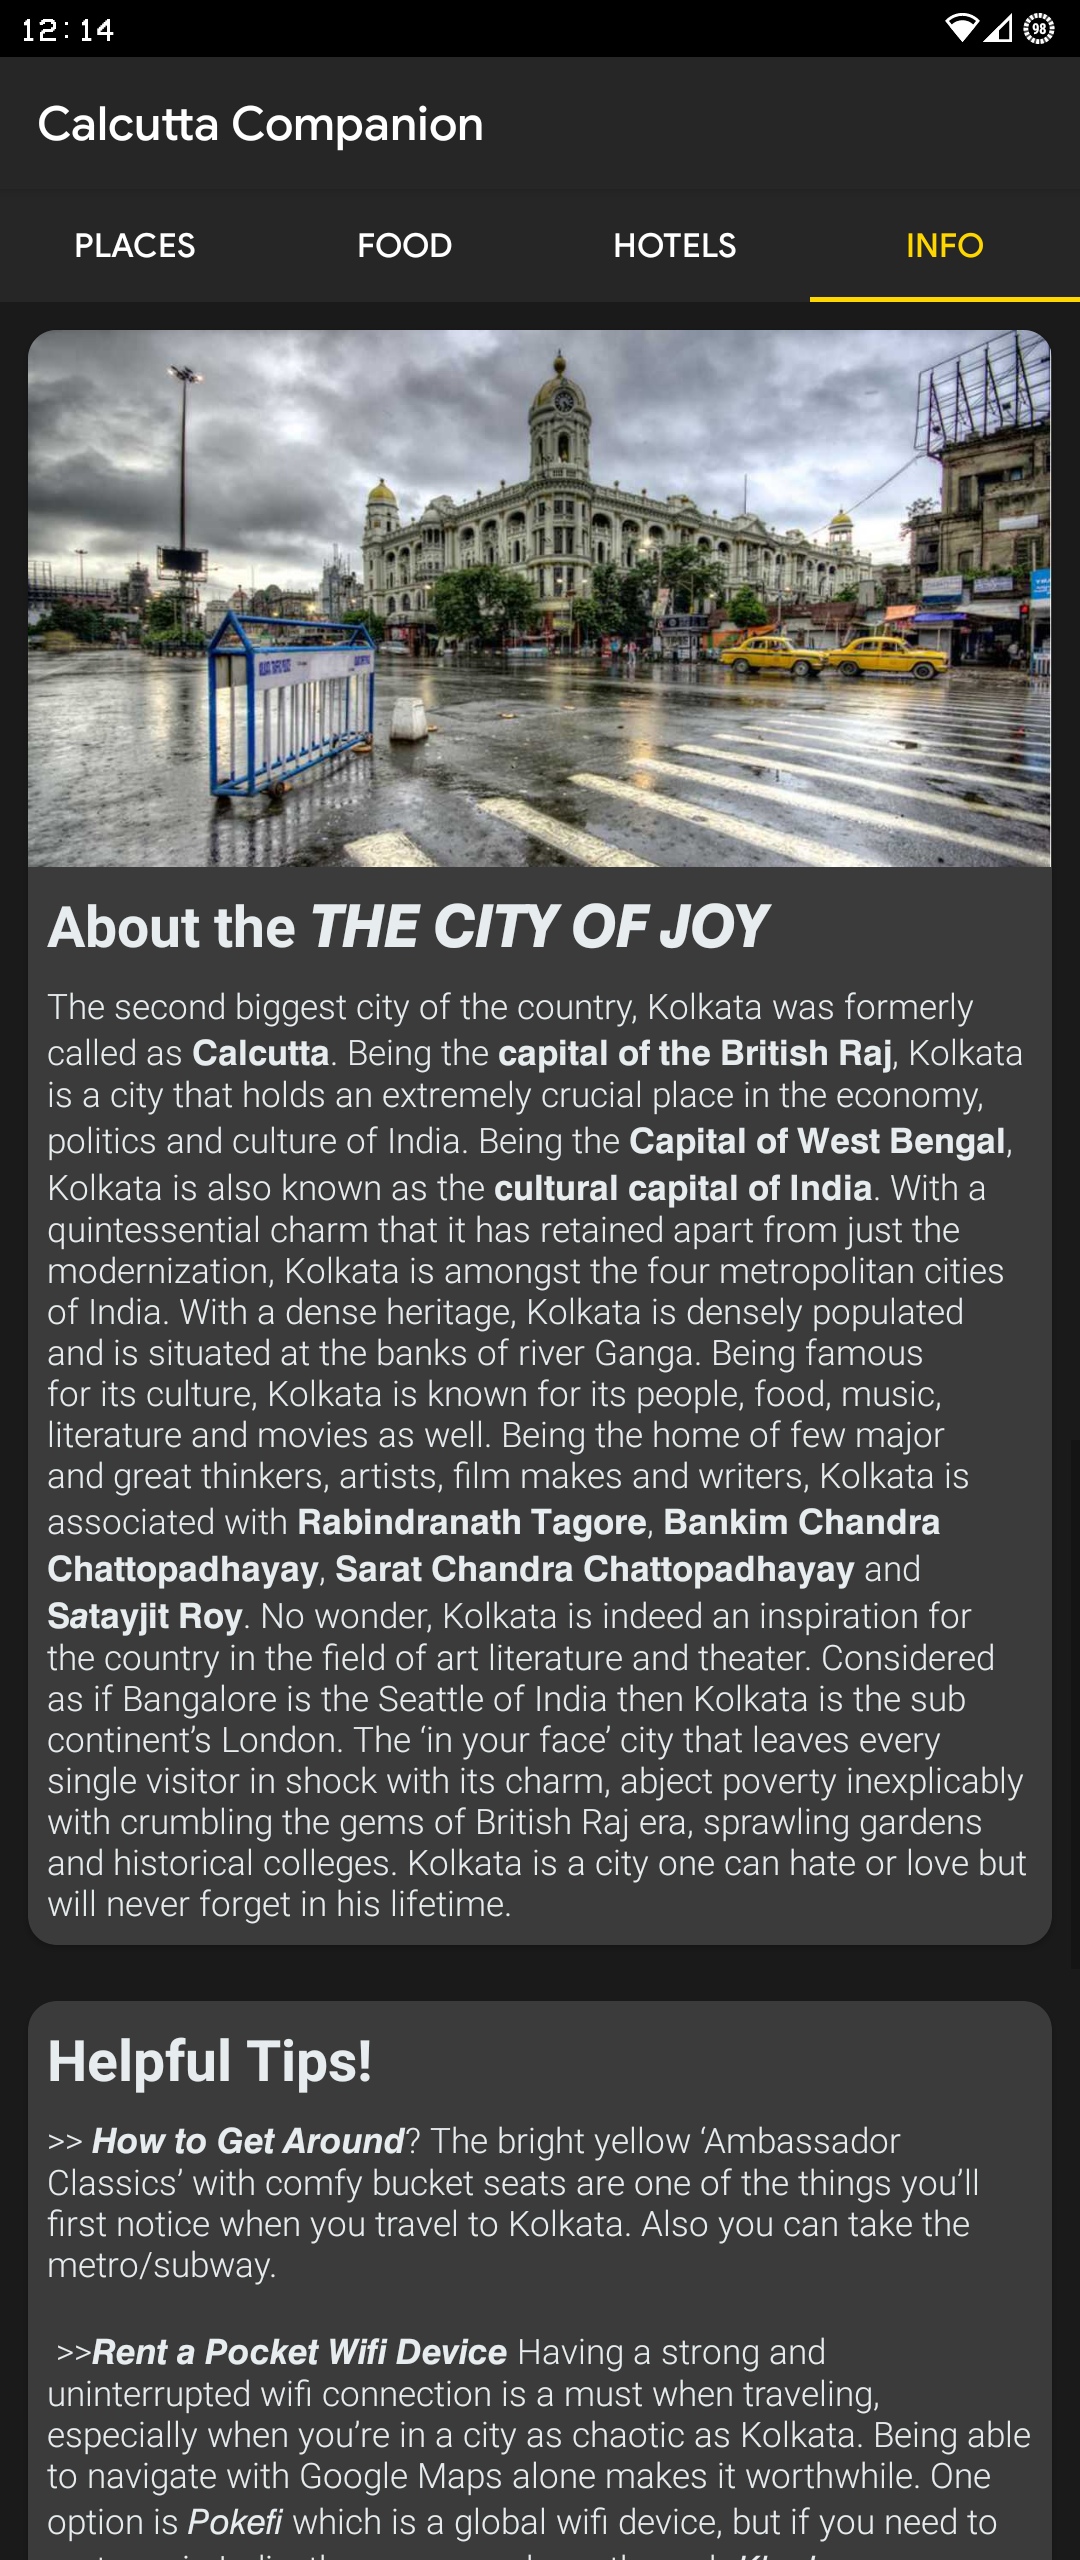 12:14
98
Calcutta Companion
PLACES
FOOD
HOTELS
INFO
About the THE CITY OF JOY
The second biggest city of the country, Kolkata was formerly
called as Calcutta. Being the capital of the British Raj, Kolkata
is a city that holds an extremely crucial place in the economy,
politics and culture of India. Being the Capital of West Bengal,
Kolkata is also known as the cultural capital of India. With a
quintessential charm that it has retained apart from just the
modernization, Kolkata is amongst the four metropolitan cities
of India. With a dense heritage, Kolkata is densely populated
and is situated at the banks of river Ganga. Being famous
for its culture, Kolkata is known for its people, food, music,
literature and movies as well. Being the home of few major
and great thinkers, artists, film makes and writers, Kolkata is
associated with Rabindranath Tagore, Bankim Chandra
Chattopadhayay, Sarat Chandra Chattopadhayay and
Satayjit Roy. No wonder, Kolkata is indeed an inspiration for
the country in the field of art literature and theater. Considered
as if Bangalore is the Seattle of India then Kolkata is the sub
continent’s London. The ‘in your face’ city that leaves every
single visitor in shock with its charm, abject poverty inexplicably
with crumbling the gems of British Raj era, sprawling gardens
and historical colleges. Kolkata is a city one can hate or love but
will never forget in his lifetime.
Helpful Tips!
>> How to Get Around? The bright yellow ‘Ambassador
Classics’ with comfy bucket seats are one of the things you’ll
first notice when you travel to Kolkata. Also you can take the
metro/subway.
>>Rent a Pocket Wifi Device Having a strong and
uninterrupted wifi connection is a must when traveling,
especially when you’re in a city as chaotic as Kolkata. Being able
to navigate with Google Maps alone makes it worthwhile. One
option is Pokefi which is a global wifi device, but if you need to